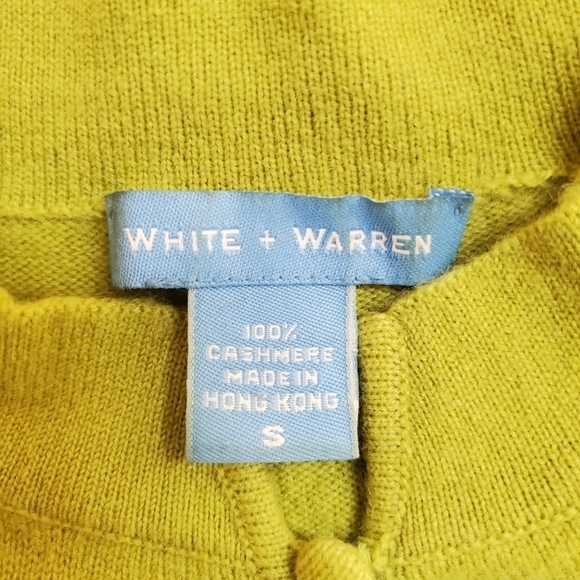 WHITE + WARREN
100%
CASHMERE
MADE IN
HONG KONG
S